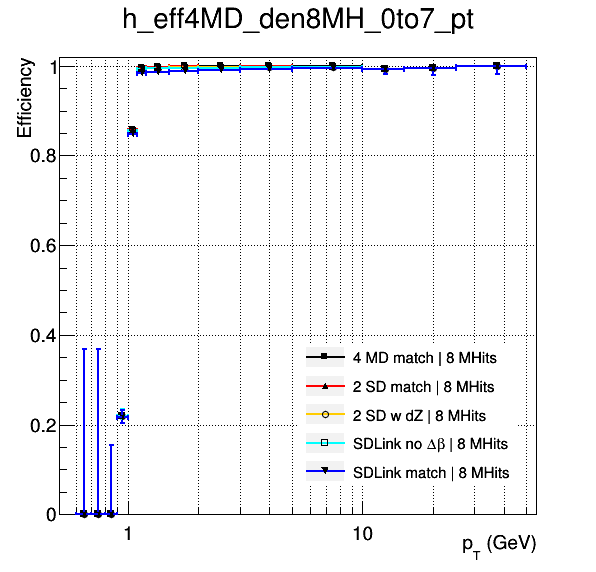 h_eff4MD_den8MH_0to7_pt
Efficiency
1
0.8
0.6
0.4
0.2
0
4 MD match | 8 MHits
2 SD match | 8 MHits
2 SD w dZ | 8 MHits
SDLink no Δβ | 8 MHits
SDLink match | 8 MHits
1
10
p_T (GeV)